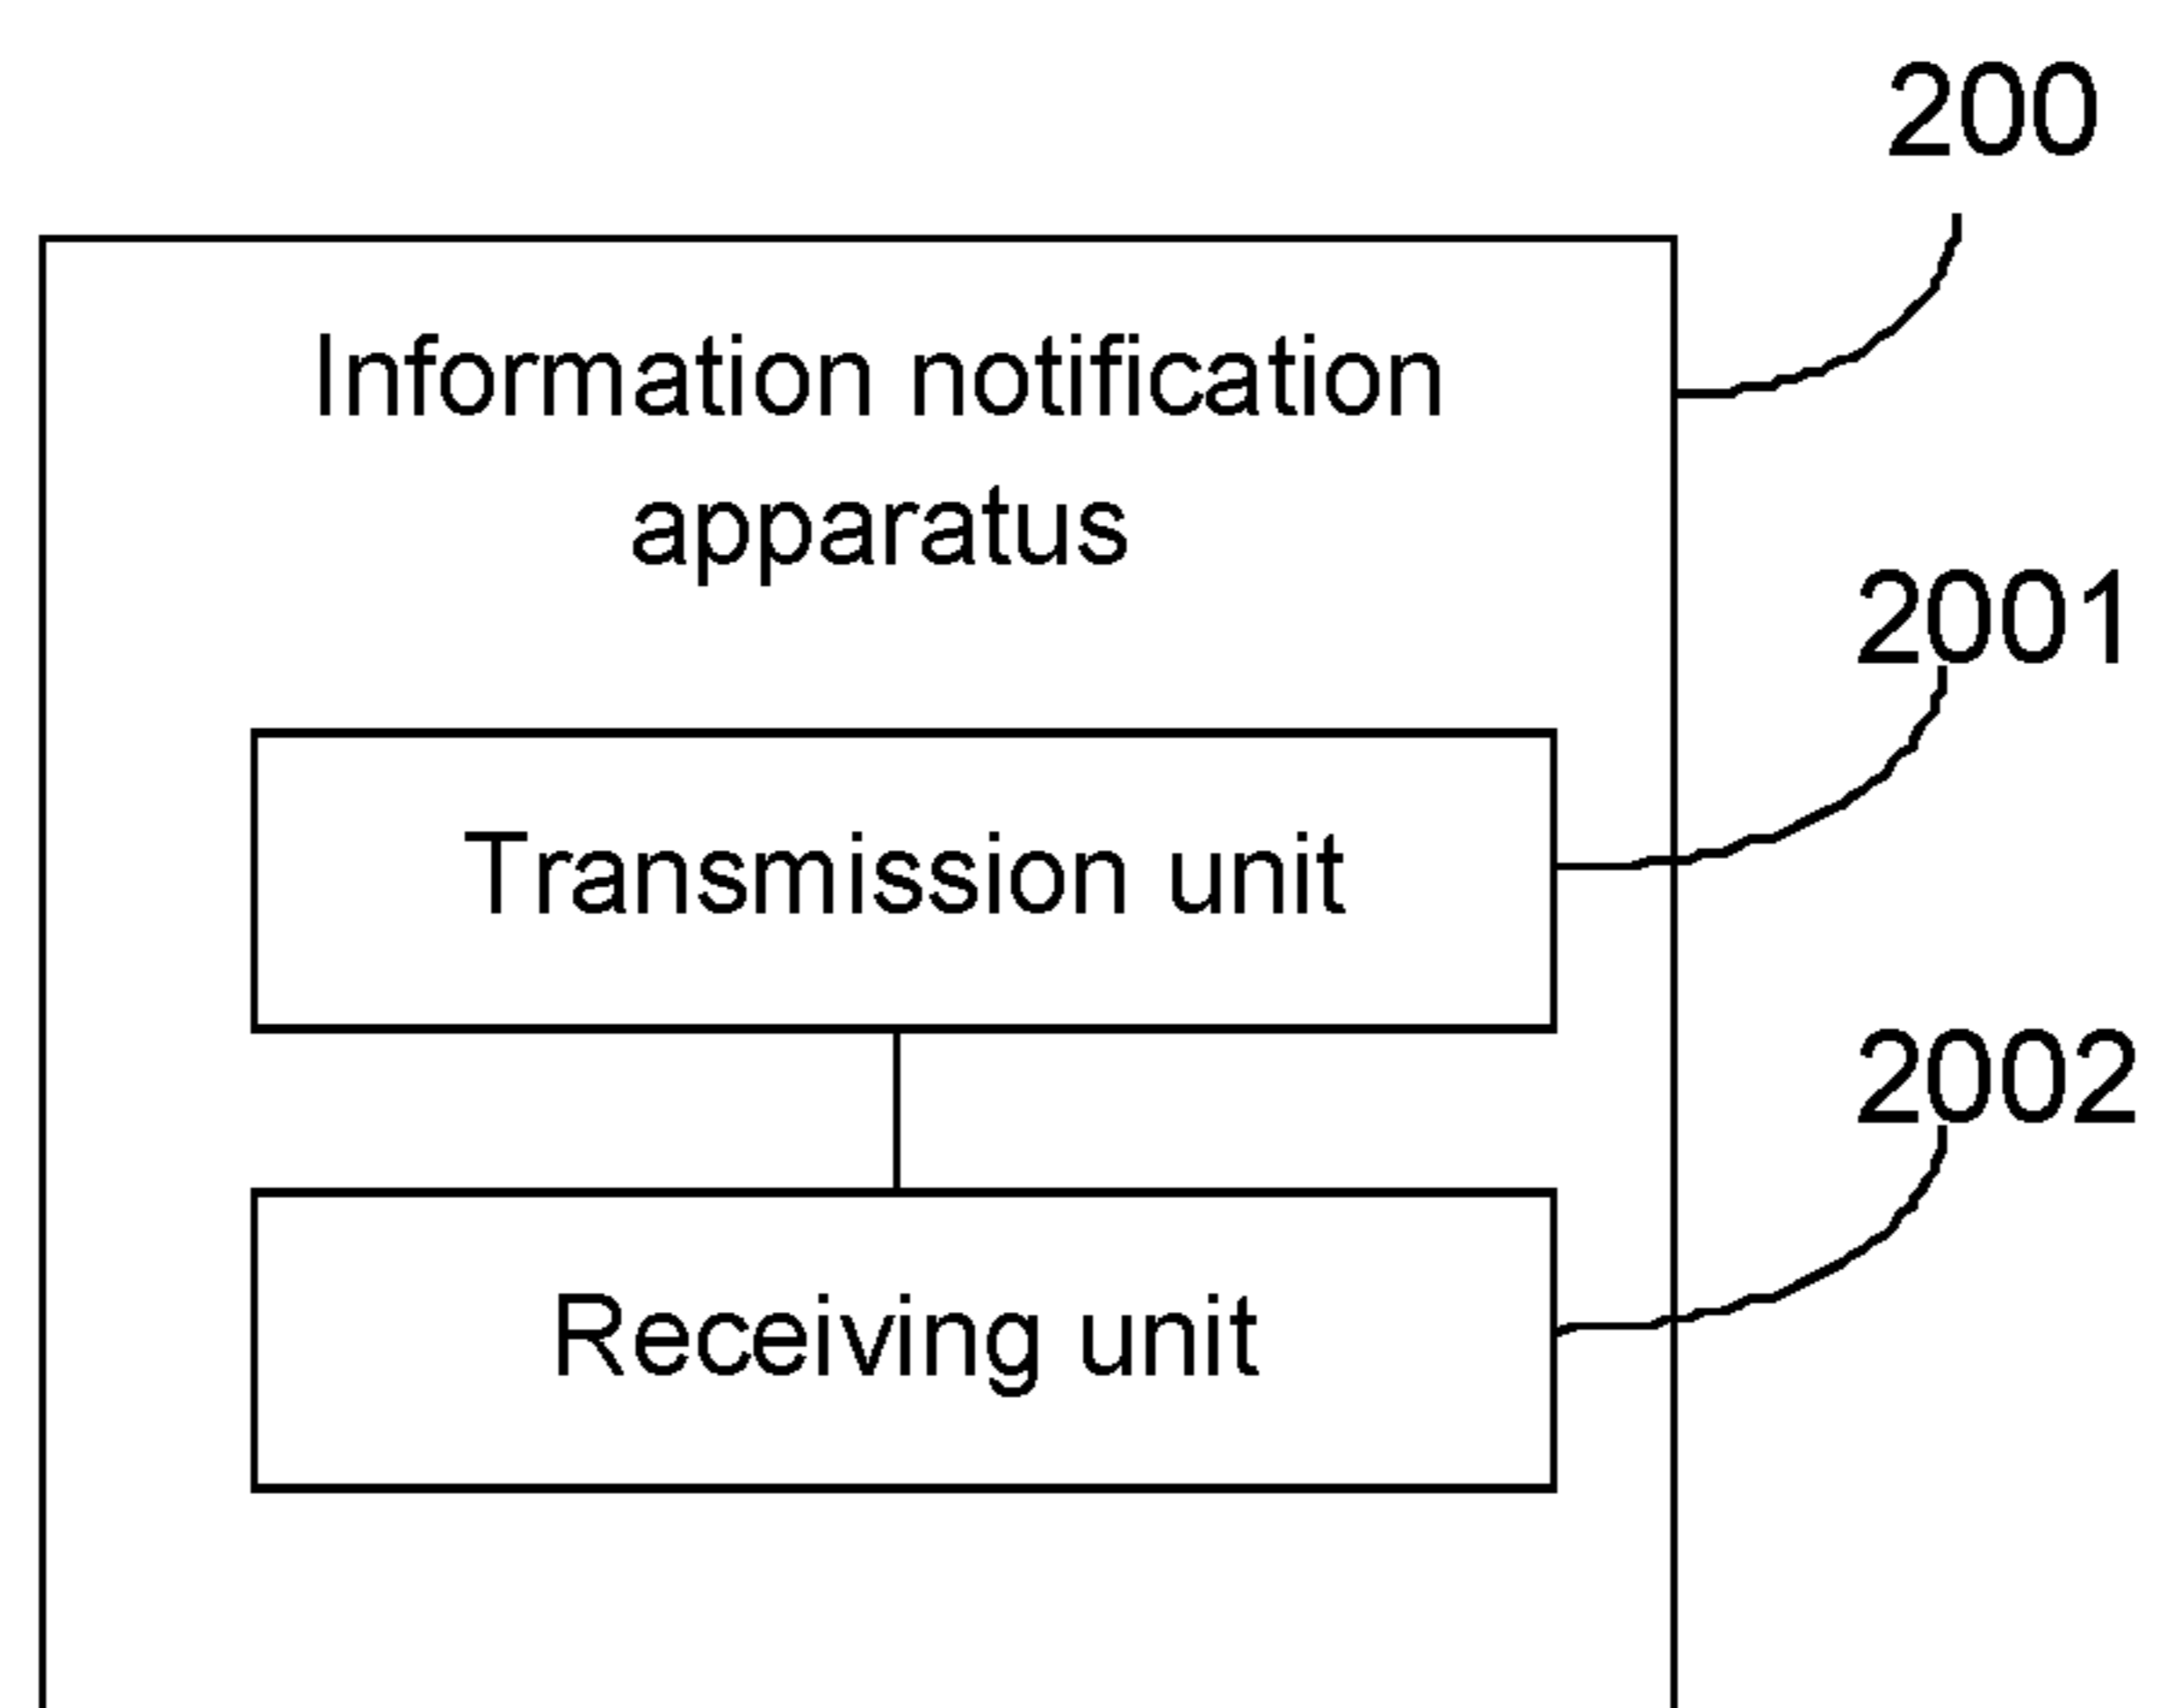 200
Information notification
apparatus
2001
Transmission unit
2002
Receiving unit